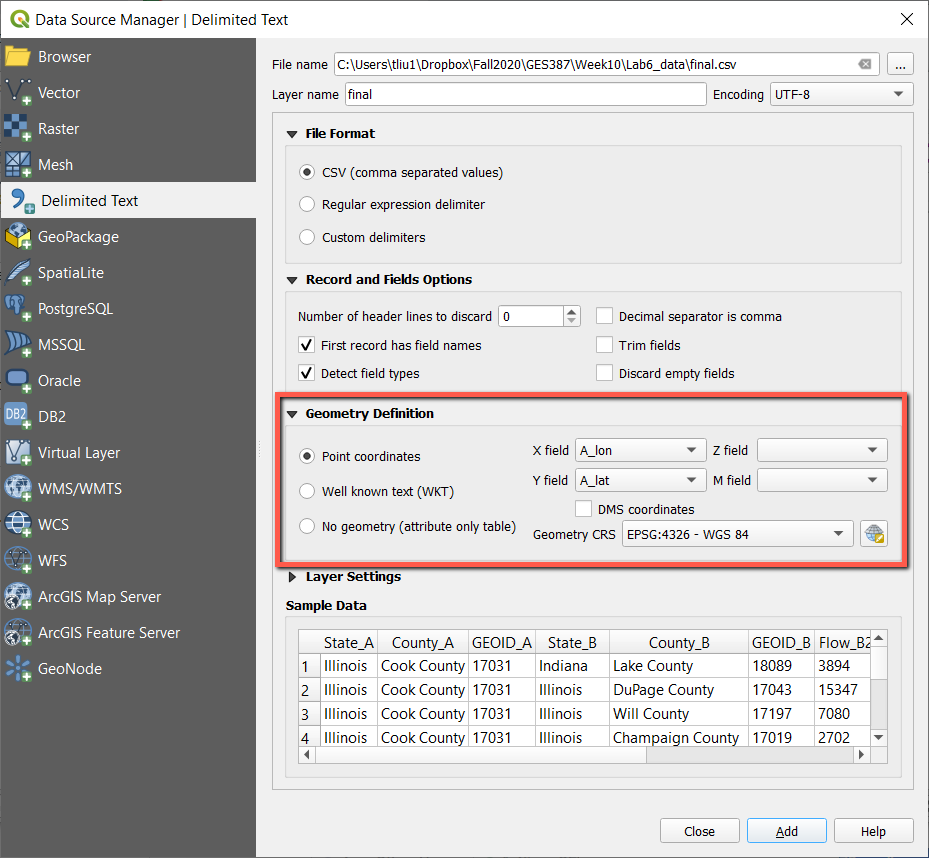 Data Source Manager | Delimited Text
Browser
Vector
Raster
Mesh
Delimited Text
GeoPackage
SpatiaLite
PostgreSQL
MSSQL
Oracle
DB2 DB2
Virtual Layer
WMS/WMTS
WCS
WFS
ArcGIS Map Server
ArcGIS Feature Server
GeoNode
File name C:\Users\tliu1\Dropbox\Fall2020\GES387\Week10\Lab6_data\final.csv ...
Layer name final Encoding UTF-8
File Format
CSV (comma separated values)
Regular expression delimiter
Custom delimiters
Record and Fields Options
Number of header lines to discard 0 Decimal separator is comma
First record has field names Trim fields
Detect field types Discard empty fields
Geometry Definition
Point coordinates X field A_lon Z field
Y field A_lat M field
Well known text (WKT)
DMS coordinates
No geometry (attribute only table) Geometry CRS EPSG:4326 - WGS 84
Layer Settings
Sample Data
State_A County_A GEOID_A State_B County_B GEOID_B Flow_B2
1 Illinois Cook County 17031 Indiana Lake County 18089 3894
2 Illinois Cook County 17031 Illinois DuPage County 17043 15347
3 Illinois Cook County 17031 Illinois Will County 17197 7080
4 Illinois Cook County 17031 Illinois Champaign County 17019 2702
Close Add Help